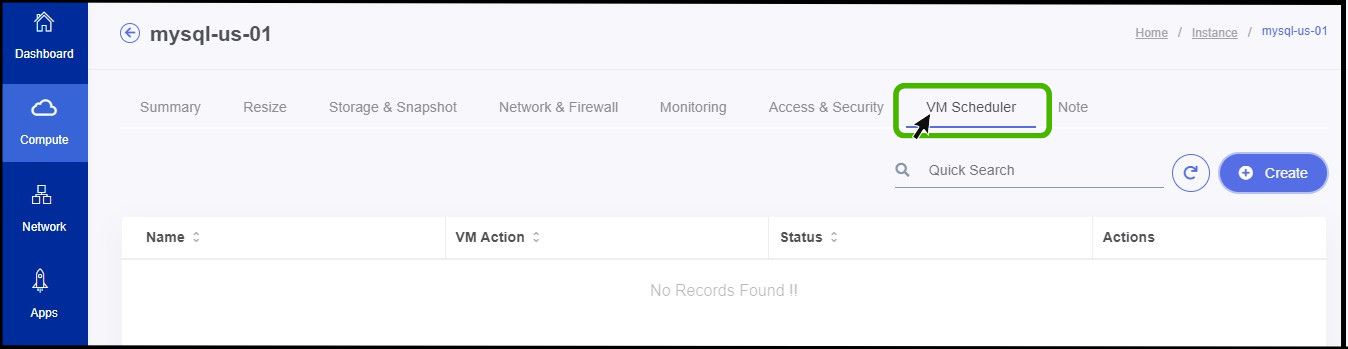 Dashboard
Compute
Network
Apps
mysql-us-01
Home / Instance / mysql-us-01
Summary Resize Storage & Snapshot Network & Firewall Monitoring Access & Security VM Scheduler Note
Quick Search
Create
Name VM Action Status Actions
No Records Found !!